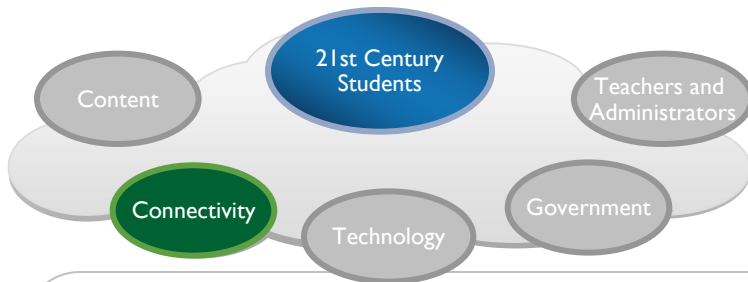 21st Century
Students
Content
Teachers and
Administrators
Connectivity
Technology
Government